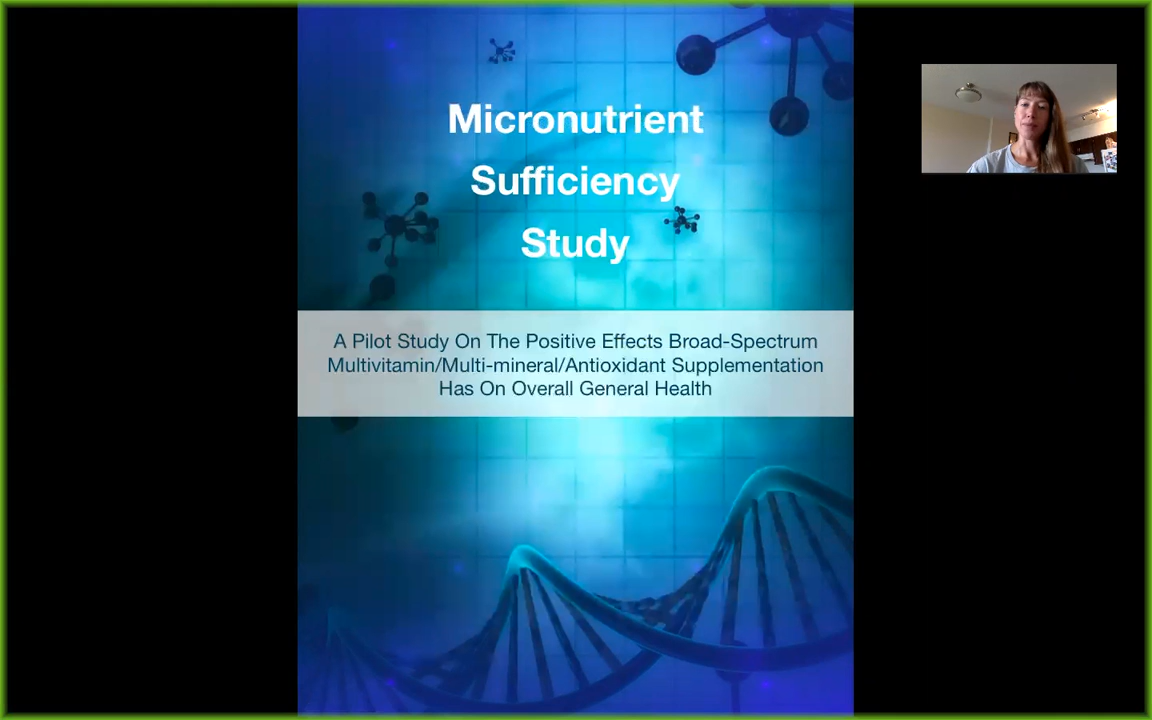 Micronutrient
Sufficiency
Study
A Pilot Study On The Positive Effects Broad-Spectrum
Multivitamin/Multi-mineral/Antioxidant Supplementation
Has On Overall General Health